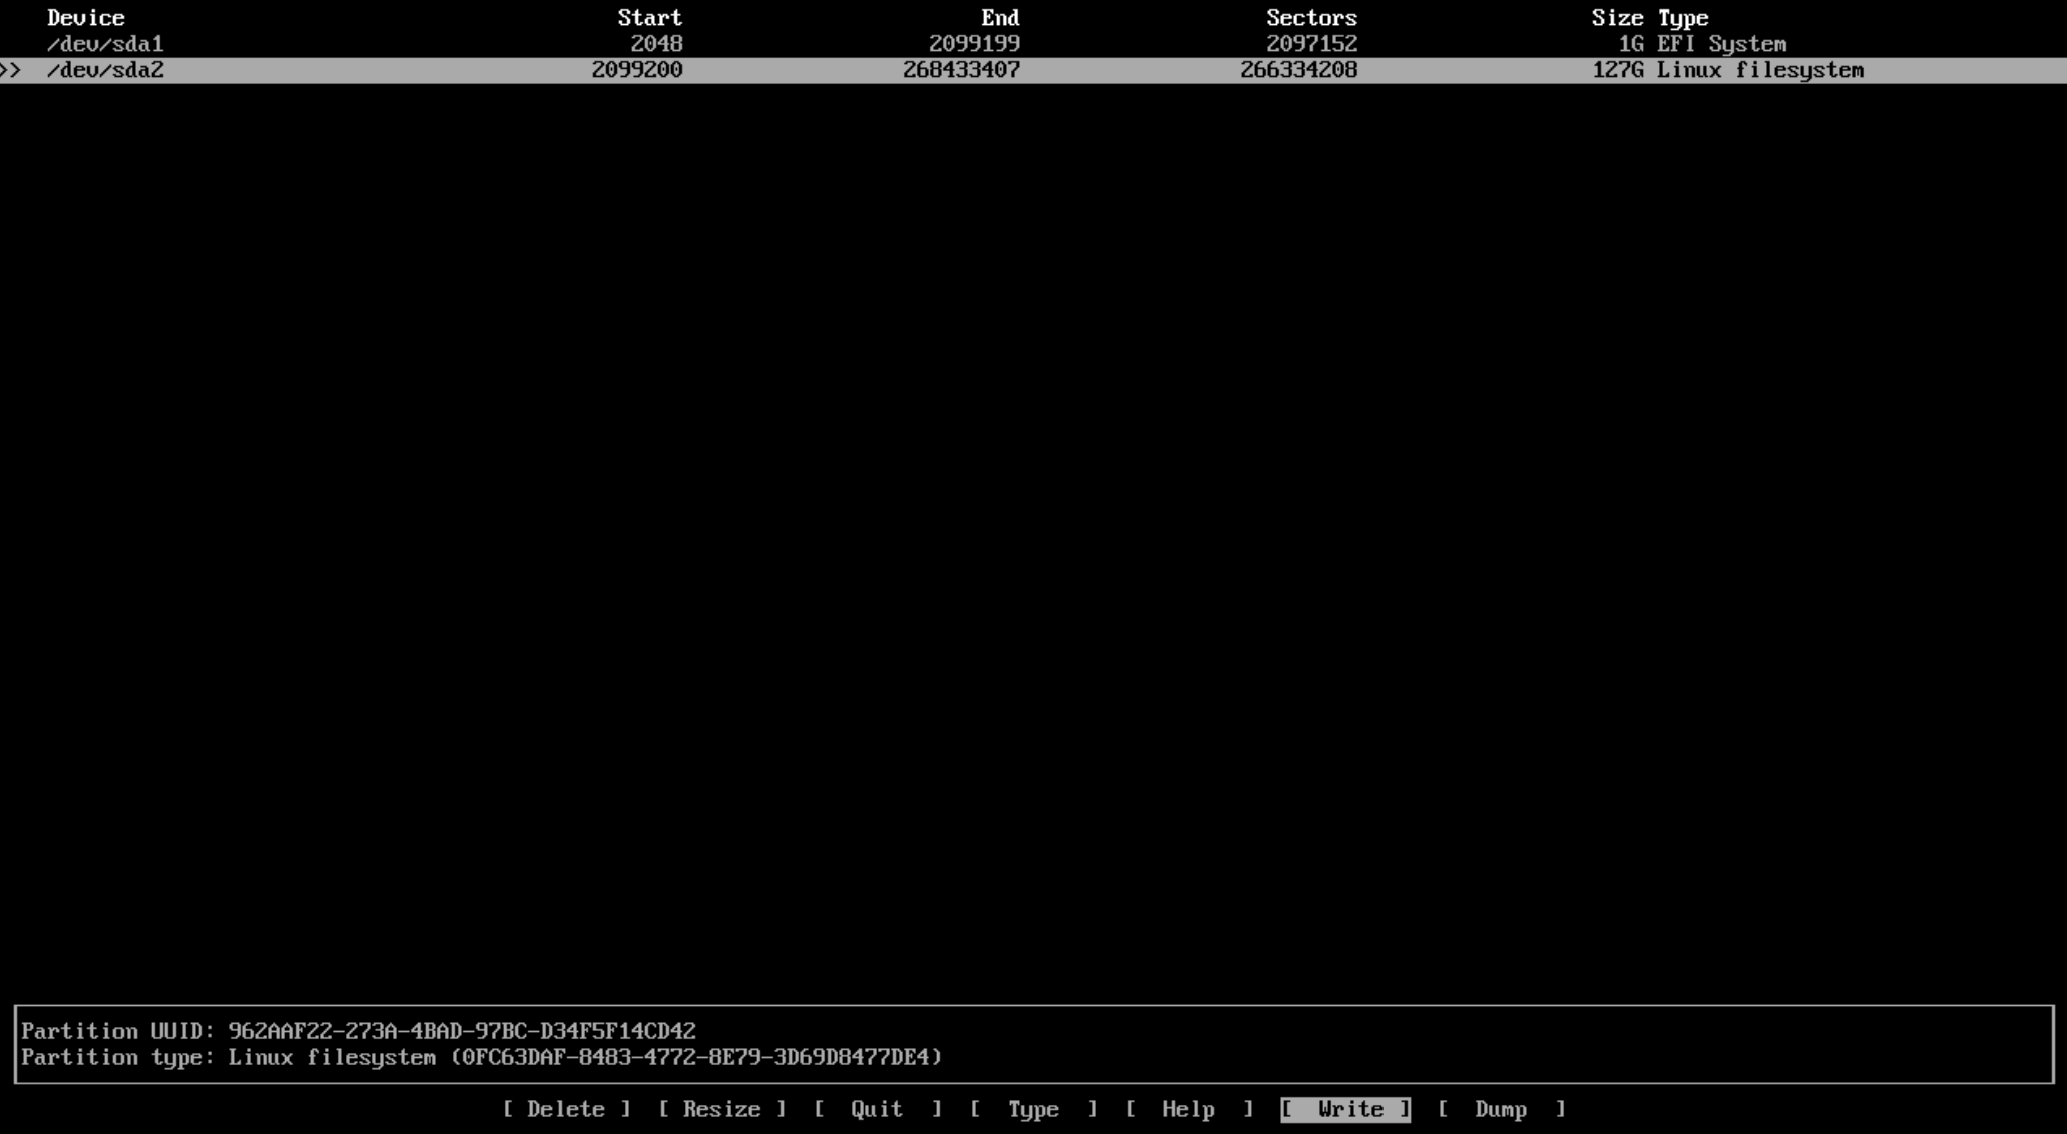 Device Start End Sectors Size Type
/dev/sda1 2048 2099199 2097152 1G EFI System
>> /dev/sda2 2099200 268433407 266334208 127G Linux filesystem
Partition UUID: 962AAF22-273A-4BAD-97BC-D34F5F14CD42
Partition type: Linux filesystem (0FC63DAF-8483-4772-8E79-3D69D8477DE4)
[ Delete ] [ Resize ] [ Quit ] [ Type ] [ Help ] [ Write ] [ Dump ]